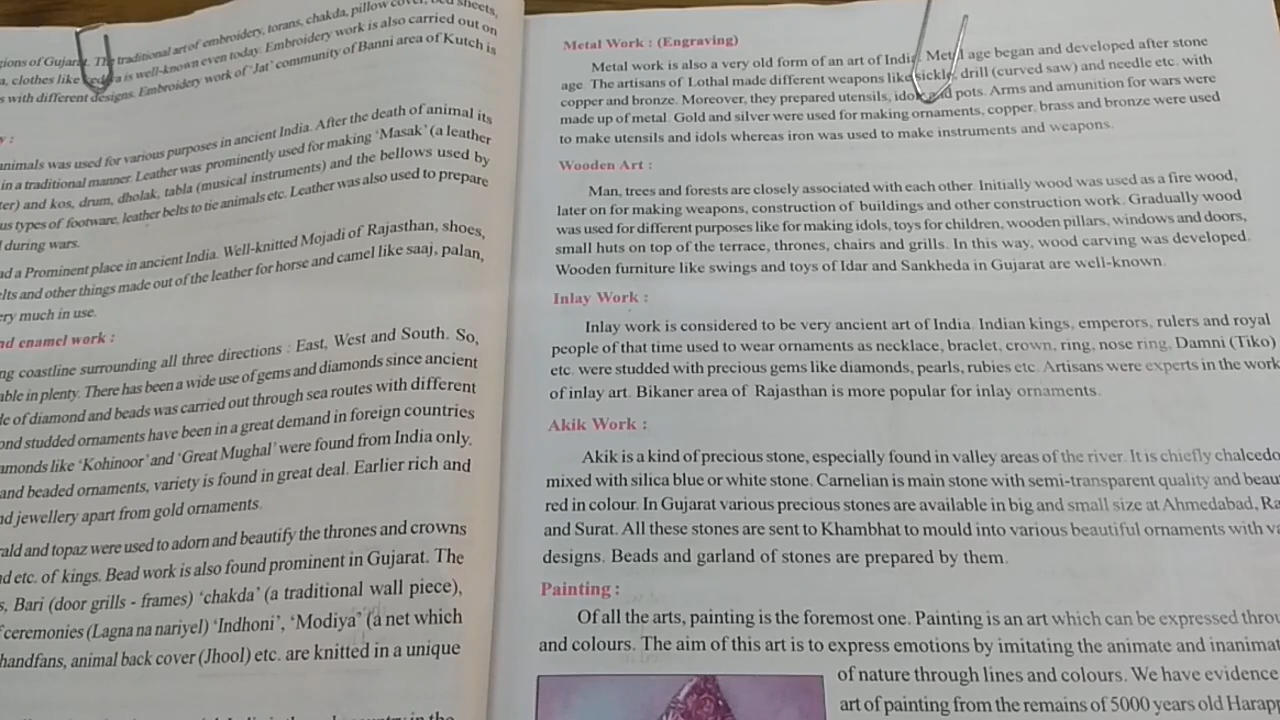 gions of Gujarat. The traditional art of embroidery, torans, chakda, pillow cover, bed sheets,
a, clothes like kediya is well-known even today. Embroidery work is also carried out on
s with different designs. Embroidery work of 'Jat' community of Banni area of Kutch is
y :
animals was used for various purposes in ancient India. After the death of animal its
in a traditional manner. Leather was prominently used for making 'Masak' (a leather
ter) and kos, drum, dholak, tabla (musical instruments) and the bellows used by
us types of footware, leather belts to tie animals etc. Leather was also used to prepare
during wars.
ad a Prominent place in ancient India. Well-knitted Mojadi of Rajasthan, shoes,
elts and other things made out of the leather for horse and camel like saaj, palan,
ery much in use.
nd enamel work :
ng coastline surrounding all three directions : East, West and South. So,
able in plenty. There has been a wide use of gems and diamonds since ancient
de of diamond and beads was carried out through sea routes with different
ond studded ornaments have been in a great demand in foreign countries
amonds like 'Kohinoor' and 'Great Mughal' were found from India only.
and beaded ornaments, variety is found in great deal. Earlier rich and
nd jewellery apart from gold ornaments.
rald and topaz were used to adorn and beautify the thrones and crowns
d etc. of kings. Bead work is also found prominent in Gujarat. The
s, Bari (door grills - frames) 'chakda' (a traditional wall piece),
f ceremonies (Lagna na nariyel) 'Indhoni', 'Modiya' (a net which
handfans, animal back cover (Jhool) etc. are knitted in a unique
Metal Work : (Engraving)
Metal work is also a very old form of an art of India. Metal age began and developed after stone
age. The artisans of Lothal made different weapons like sickle, drill (curved saw) and needle etc. with
copper and bronze. Moreover, they prepared utensils, idols and pots. Arms and amunition for wars were
made up of metal. Gold and silver were used for making ornaments, copper, brass and bronze were used
to make utensils and idols whereas iron was used to make instruments and weapons.
Wooden Art :
Man, trees and forests are closely associated with each other. Initially wood was used as a fire wood,
later on for making weapons, construction of buildings and other construction work. Gradually wood
was used for different purposes like for making idols, toys for children, wooden pillars, windows and doors,
small huts on top of the terrace, thrones, chairs and grills. In this way, wood carving was developed.
Wooden furniture like swings and toys of Idar and Sankheda in Gujarat are well-known.
Inlay Work :
Inlay work is considered to be very ancient art of India. Indian kings, emperors, rulers and royal
people of that time used to wear ornaments as necklace, braclet, crown, ring, nose ring, Damni (Tiko)
etc. were studded with precious gems like diamonds, pearls, rubies etc. Artisans were experts in the work
of inlay art. Bikaner area of Rajasthan is more popular for inlay ornaments.
Akik Work :
Akik is a kind of precious stone, especially found in valley areas of the river. It is chiefly chalcedo
mixed with silica blue or white stone. Carnelian is main stone with semi-transparent quality and beau
red in colour. In Gujarat various precious stones are available in big and small size at Ahmedabad, Ra
and Surat. All these stones are sent to Khambhat to mould into various beautiful ornaments with va
designs. Beads and garland of stones are prepared by them.
Painting :
Of all the arts, painting is the foremost one. Painting is an art which can be expressed throu
and colours. The aim of this art is to express emotions by imitating the animate and inanimat
of nature through lines and colours. We have evidence
art of painting from the remains of 5000 years old Harapp